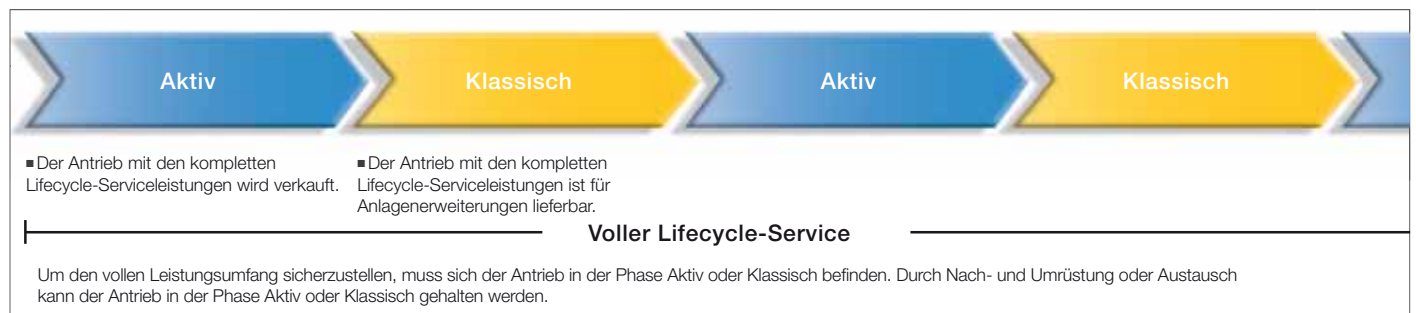 Aktiv Klassisch Aktiv Klassisch
■ Der Antrieb mit den kompletten
Lifecycle-Serviceleistungen wird verkauft.
■ Der Antrieb mit den kompletten
Lifecycle-Serviceleistungen ist für
Anlagenerweiterungen lieferbar.
Voller Lifecycle-Service
Um den vollen Leistungsumfang sicherzustellen, muss sich der Antrieb in der Phase Aktiv oder Klassisch befinden. Durch Nach- und Umrüstung oder Austausch
kann der Antrieb in der Phase Aktiv oder Klassisch gehalten werden.